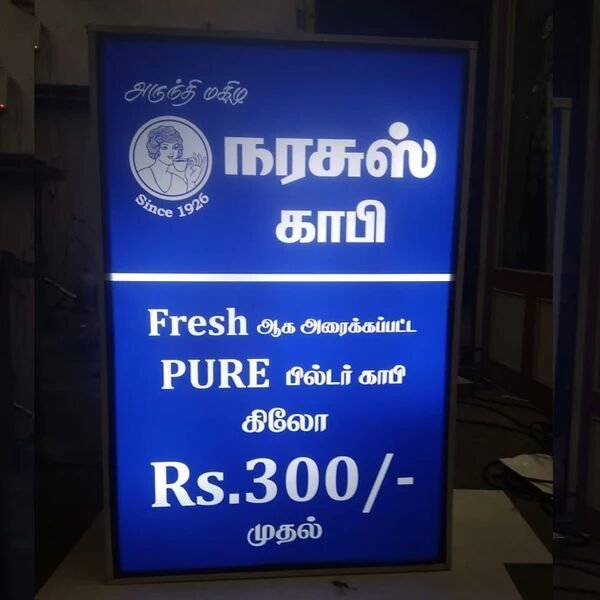 அருந்தி மகிழ
நரசுஸ்
காபி
Since 1926
Fresh ஆக அரைக்கப்பட்ட
PURE பில்டர் காபி
கிலோ
Rs.300/-
முதல்